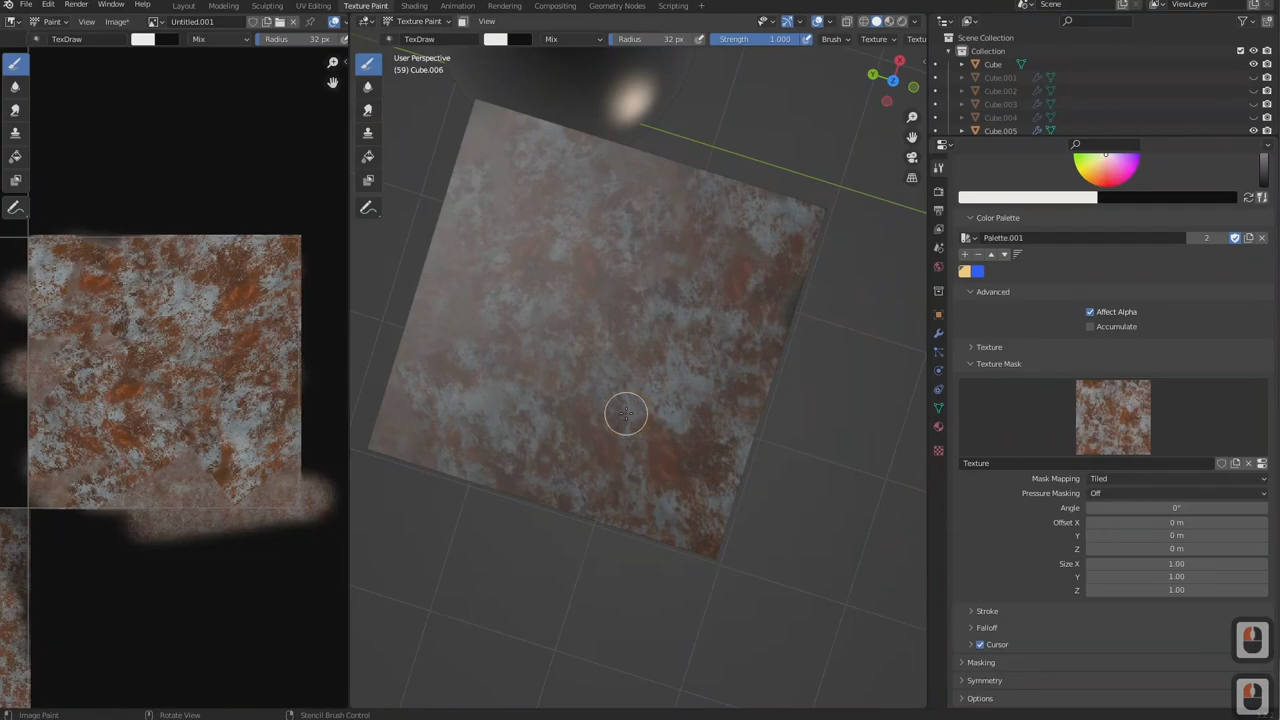 File Edit Render Window Help Layout Modeling Sculpting UV Editing Texture Paint Shading Animation Compositing Geometry Nodes Scripting Scene ViewLayer
Paint View Image* Untitled.001 Texture Paint View
TexDraw Mix Radius 32 px TexDraw Mix Radius 32 px Strength 1.000 Brush Texture
Scene Collection
Collection
Cube
Cube.001
Cube.002
Cube.003
Cube.004
Cube.005
User Perspective
(59) Cube.006
X
Y
Z
Color Palette
Palette.001 2
Advanced
Affect Alpha
Accumulate
Texture
Texture Mask
Texture
Mask Mapping Tiled
Pressure Masking Off
Angle 0°
Offset X 0 m
Y 0 m
Z 0 m
Size X 1.00
Y 1.00
Z 1.00
Stroke
Falloff
Cursor
Masking
Symmetry
Options
Image Paint Rotate View Stencil Brush Control